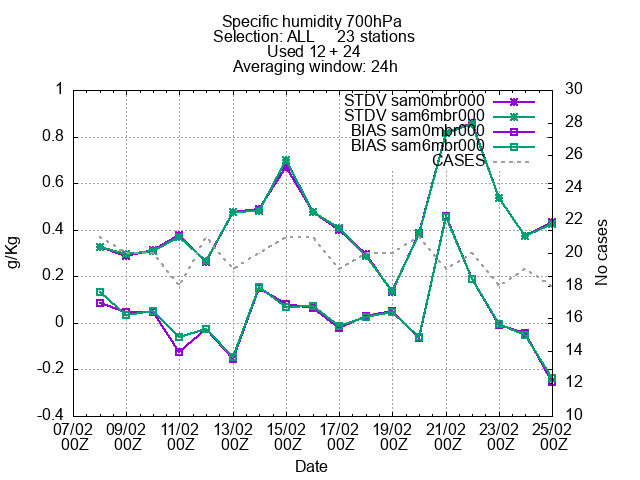 Specific humidity 700hPa
Selection: ALL 23 stations
Used 12 + 24
Averaging window: 24h
1
0.8
0.6
0.4
0.2
0
-0.2
-0.4
g/Kg
STDV sam0mbr000
STDV sam6mbr000
BIAS sam0mbr000
BIAS sam6mbr000
CASES
30
28
26
24
22
20
18
16
14
12
10
No cases
07/02 09/02 11/02 13/02 15/02 17/02 19/02 21/02 23/02 25/02
00Z 00Z 00Z 00Z 00Z 00Z 00Z 00Z 00Z 00Z
Date